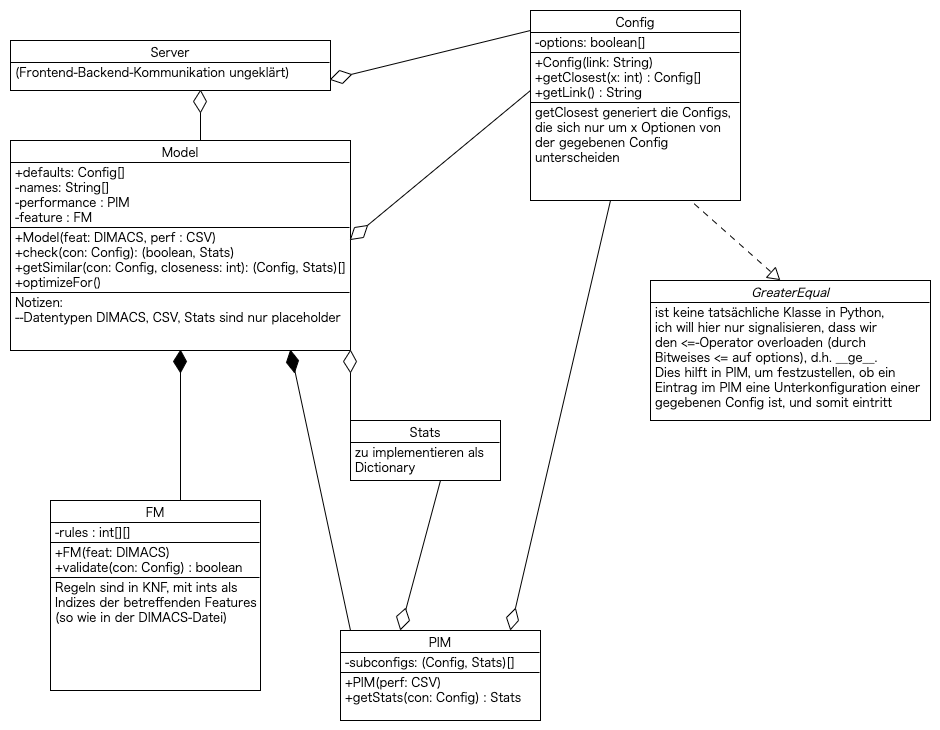 Server
(Frontend-Backend-Kommunikation ungeklärt)
Config
-options: boolean[]
+Config(link: String)
+getClosest(x: int) : Config[]
+getLink() : String
getClosest generiert die Configs,
die sich nur um x Optionen von
der gegebenen Config
unterscheiden
Model
+defaults: Config[]
-names: String[]
-performance : PIM
-feature : FM
+Model(feat: DIMACS, perf : CSV)
+check(con: Config): (boolean, Stats)
+getSimilar(con: Config, closeness: int): (Config, Stats)[]
+optimizeFor()
Notizen:
--Datentypen DIMACS, CSV, Stats sind nur placeholder
GreaterEqual
ist keine tatsächliche Klasse in Python,
ich will hier nur signalisieren, dass wir
den <=-Operator overloaden (durch
Bitweises <= auf options), d.h. __ge__.
Dies hilft in PIM, um festzustellen, ob ein
Eintrag im PIM eine Unterkonfiguration einer
gegebenen Config ist, und somit eintritt
Stats
zu implementieren als
Dictionary
FM
-rules : int[][]
+FM(feat: DIMACS)
+validate(con: Config) : boolean
Regeln sind in KNF, mit ints als
Indizes der betreffenden Features
(so wie in der DIMACS-Datei)
PIM
-subconfigs: (Config, Stats)[]
+PIM(perf: CSV)
+getStats(con: Config) : Stats